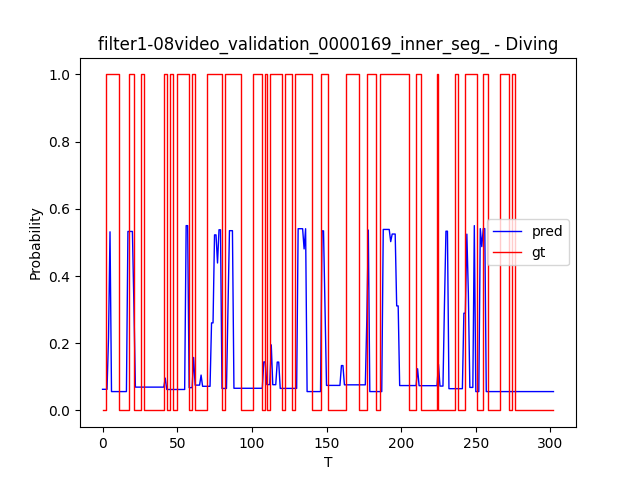 filter1-08video_validation_0000169_inner_seg_ - Diving
1.0
0.8
0.6
0.4
0.2
0.0
Probability
pred
gt
0 50 100 150 200 250 300
T